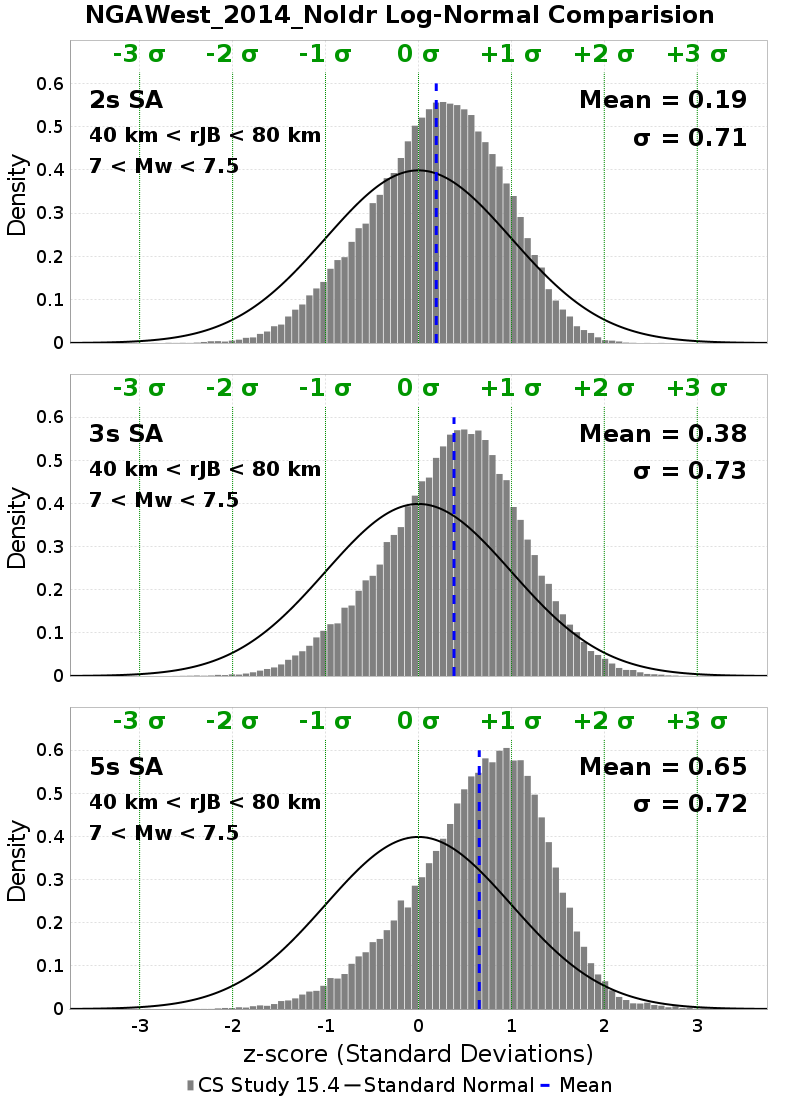 NGAWest_2014_NoIdr Log-Normal Comparision
-3 σ -2 σ -1 σ 0 σ +1 σ +2 σ +3 σ
2s SA
Mean = 0.19
40 km < rJB < 80 km
σ = 0.71
7 < Mw < 7.5
0.6
0.5
0.4
0.3
0.2
0.1
0
Density
-3 σ -2 σ -1 σ 0 σ +1 σ +2 σ +3 σ
3s SA
Mean = 0.38
40 km < rJB < 80 km
σ = 0.73
7 < Mw < 7.5
0.6
0.5
0.4
0.3
0.2
0.1
0
Density
-3 σ -2 σ -1 σ 0 σ +1 σ +2 σ +3 σ
5s SA
Mean = 0.65
40 km < rJB < 80 km
σ = 0.72
7 < Mw < 7.5
0.6
0.5
0.4
0.3
0.2
0.1
0
Density
-3 -2 -1 0 1 2 3
z-score (Standard Deviations)
CS Study 15.4 Standard Normal Mean